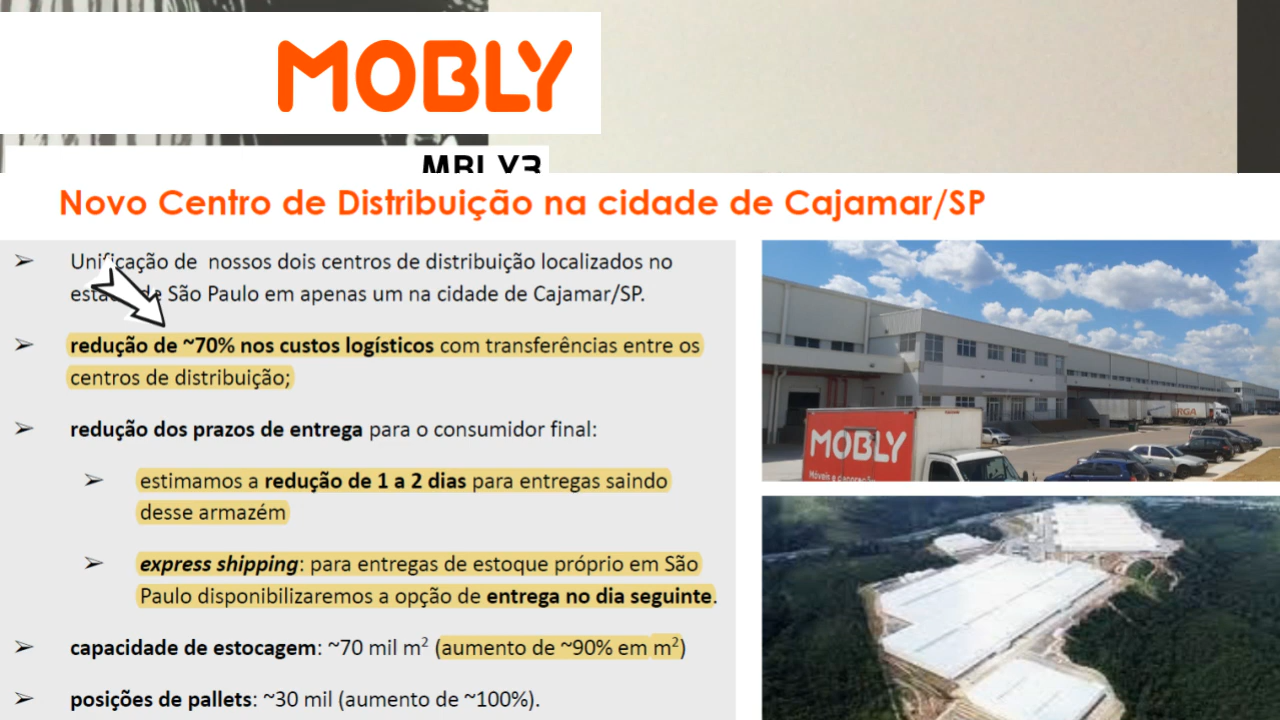 MOBLY
MBLY3
Novo Centro de Distribuição na cidade de Cajamar/SP
➢ Unificação de nossos dois centros de distribuição localizados no
estado de São Paulo em apenas um na cidade de Cajamar/SP.
➢ redução de ~70% nos custos logísticos com transferências entre os
centros de distribuição;
➢ redução dos prazos de entrega para o consumidor final:
➢ estimamos a redução de 1 a 2 dias para entregas saindo
desse armazém
➢ express shipping: para entregas de estoque próprio em São
Paulo disponibilizaremos a opção de entrega no dia seguinte.
➢ capacidade de estocagem: ~70 mil m² (aumento de ~90% em m²)
➢ posições de pallets: ~30 mil (aumento de ~100%).
MOBLY
Móveis e decoração
RGA